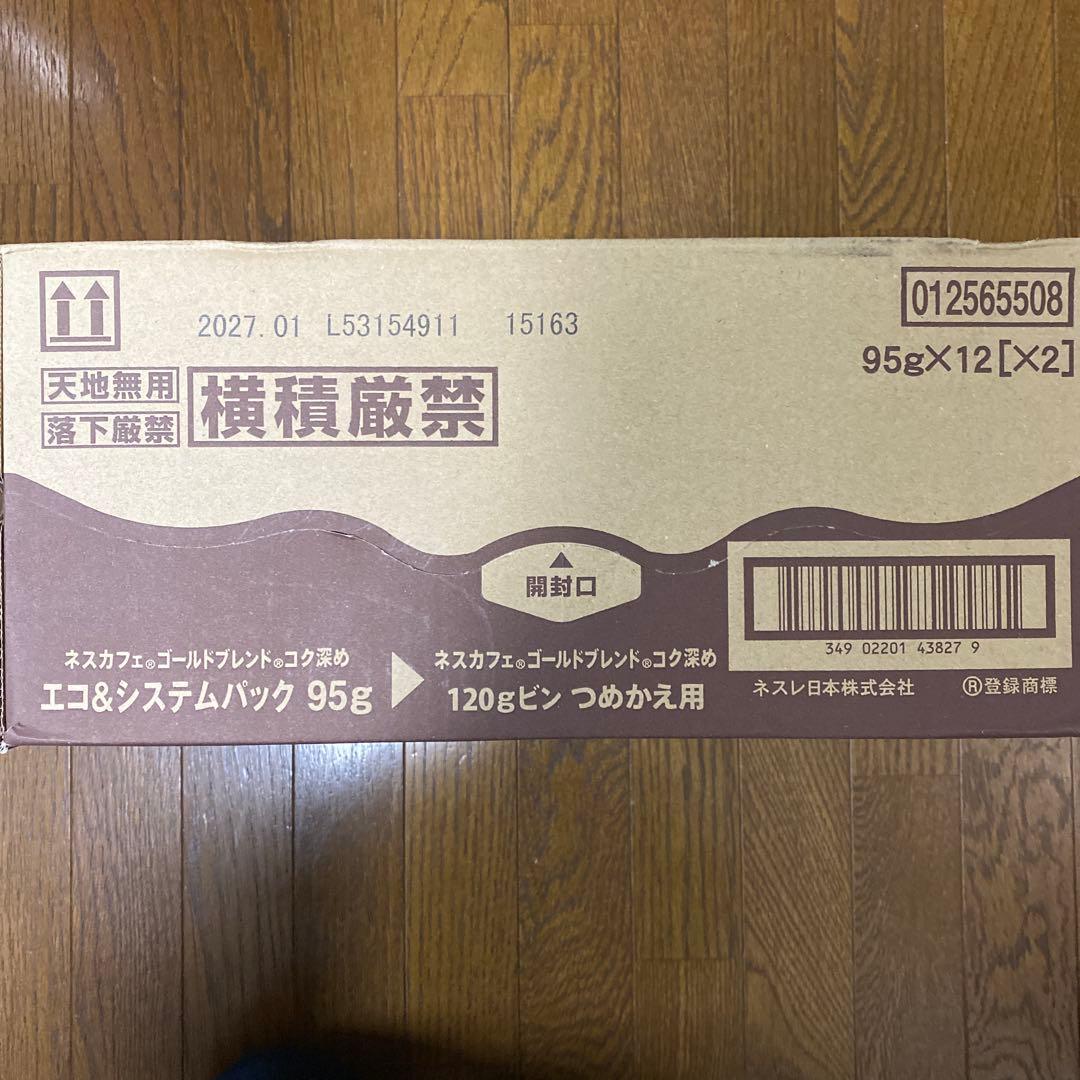 2027.01 L53154911 15163
012565508
95g×12[×2]
天地無用
落下厳禁
横積厳禁
開封口
ネスカフェ®ゴールドブレンド®コク深め
エコ&システムパック 95g
ネスカフェ®ゴールドブレンド®コク深め
120gビン つめかえ用
349 02201 43827 9
ネスレ日本株式会社 ®登録商標